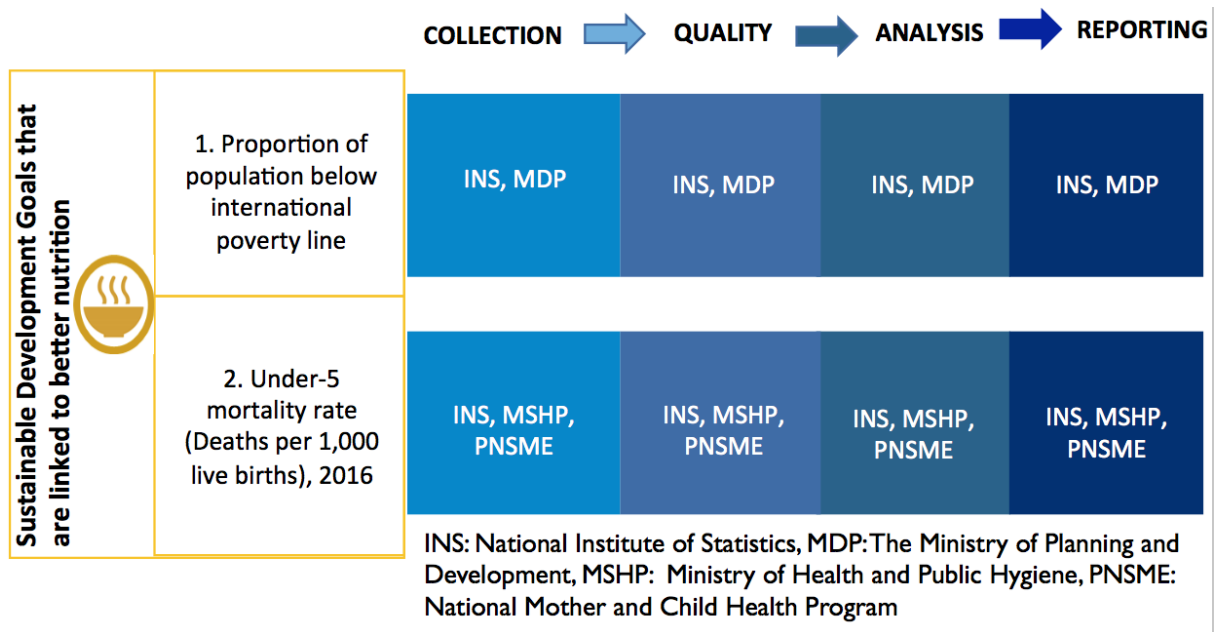 COLLECTION QUALITY ANALYSIS REPORTING
Sustainable Development Goals that
are linked to better nutrition
1. Proportion of
population below
international
poverty line
INS, MDP
INS, MDP
INS, MDP
INS, MDP
2. Under-5
mortality rate
(Deaths per 1,000
live births), 2016
INS, MSHP,
PNSME
INS, MSHP,
PNSME
INS, MSHP,
PNSME
INS, MSHP,
PNSME
INS: National Institute of Statistics, MDP:The Ministry of Planning and
Development, MSHP: Ministry of Health and Public Hygiene, PNSME:
National Mother and Child Health Program